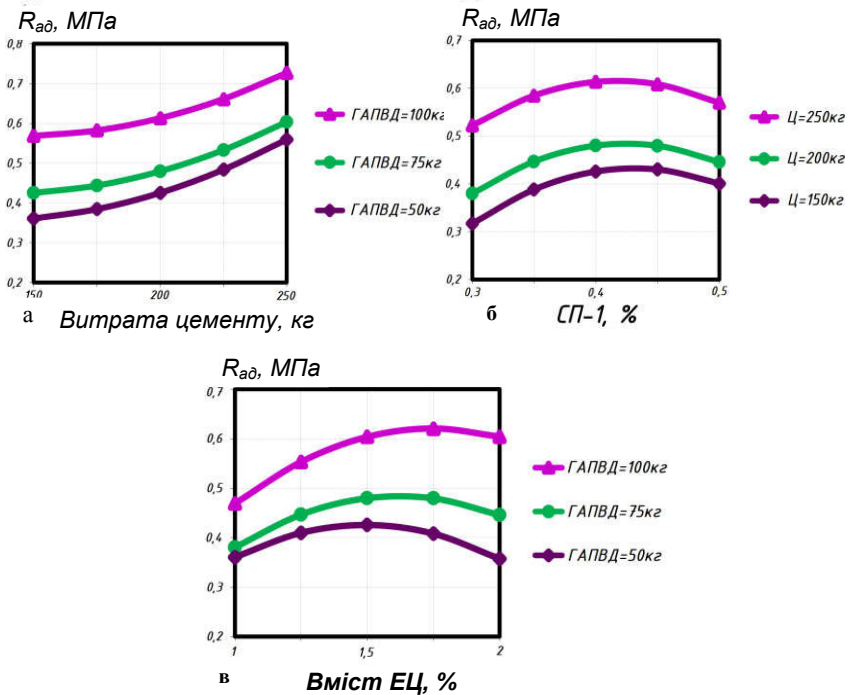 Rад, МПа
0,8
0,7
0,6
0,5
0,4
0,3
0,2
150
200
250
ГАПВД=100кг
ГАПВД=75кг
ГАПВД=50кг
а
Витрата цементу, кг
Rад, МПа
0,7
0,6
0,5
0,4
0,3
0,2
0,3
0,4
0,5
Ц=250кг
Ц=200кг
Ц=150кг
б
СП-1, %
Rад, МПа
0,7
0,6
0,5
0,4
0,3
0,2
1
1,5
2
ГАПВД=100кг
ГАПВД=75кг
ГАПВД=50кг
в
Вміст ЕЦ, %